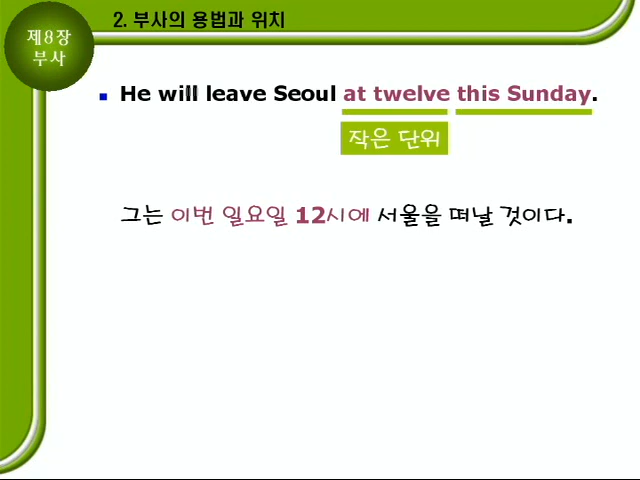 제8장
부사
2. 부사의 용법과 위치
He will leave Seoul at twelve this Sunday.
작은 단위
그는 이번 일요일 12시에 서울을 떠날 것이다.